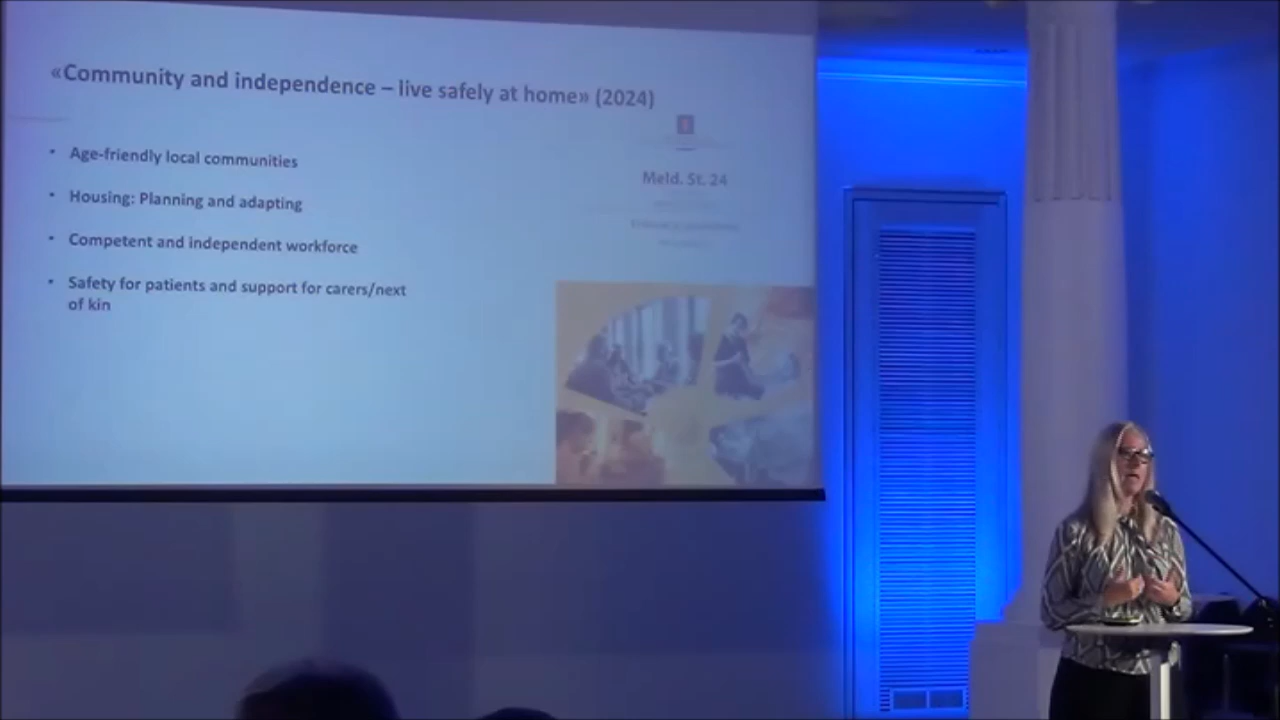 «Community and independence – live safely at home» (2024)
• Age-friendly local communities
• Housing: Planning and adapting
• Competent and independent workforce
• Safety for patients and support for carers/next
of kin
Meld. St. 24